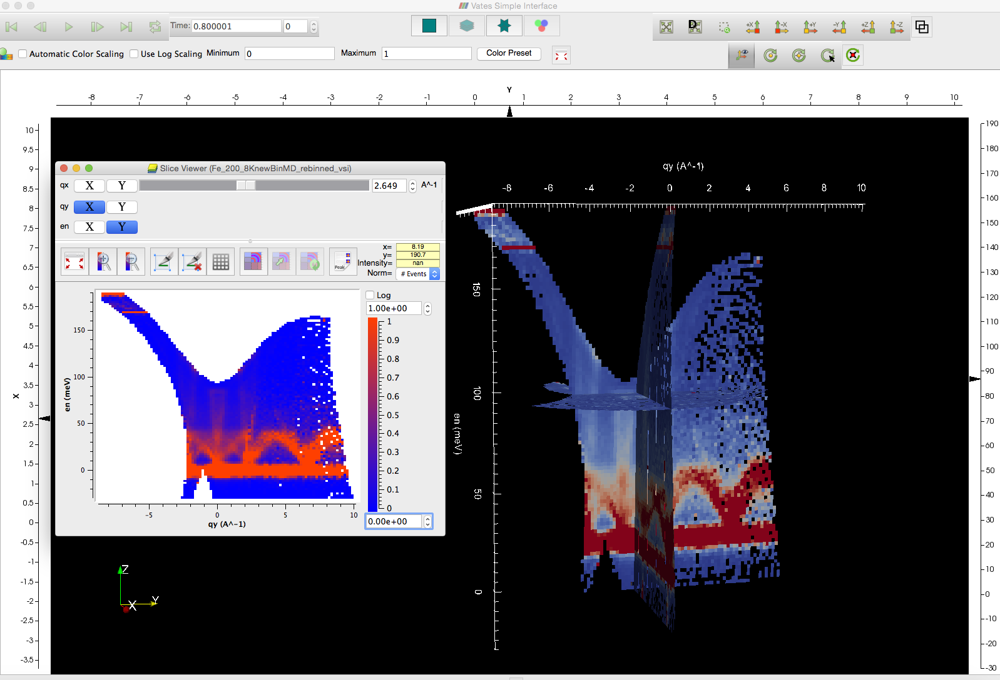 Vates Simple Interface
Time: 0.800001 0
Automatic Color Scaling Use Log Scaling Minimum 0 Maximum 1 Color Preset
D +X -X +Y -Y +Z -Z
Y
-8 -7 -6 -5 -4 -3 -2 -1 0 1 2 3 4 5 6 7 8 9 10
X
10
9.5
9
8.5
8
7.5
7
6.5
6
5.5
5
4.5
4
3.5
3
2.5
2
1.5
1
0.5
0
-0.5
-1
-1.5
-2
-2.5
-3
-3.5
Slice Viewer (Fe_200_8KnewBinMD_rebinned_vsi)
qx X Y 2.649 A^-1
qy X Y
en X Y
x= 8.19
y= 190.7
Intensity= nan
Norm= # Events
Peak
Log
1.00e+00
1
0.9
0.8
0.7
0.6
0.5
0.4
0.3
0.2
0.1
0
0.00e+00
en (meV)
150
100
50
0
-5 0 5 10
qy (A^-1)
qy (A^-1)
-8 -6 -4 -2 0 2 4 6 8 10
150
100
en (meV)
50
0
Z
X Y
190
180
170
160
150
140
130
120
110
100
90
80
70
60
50
40
30
20
10
-0
-10
-20
-30